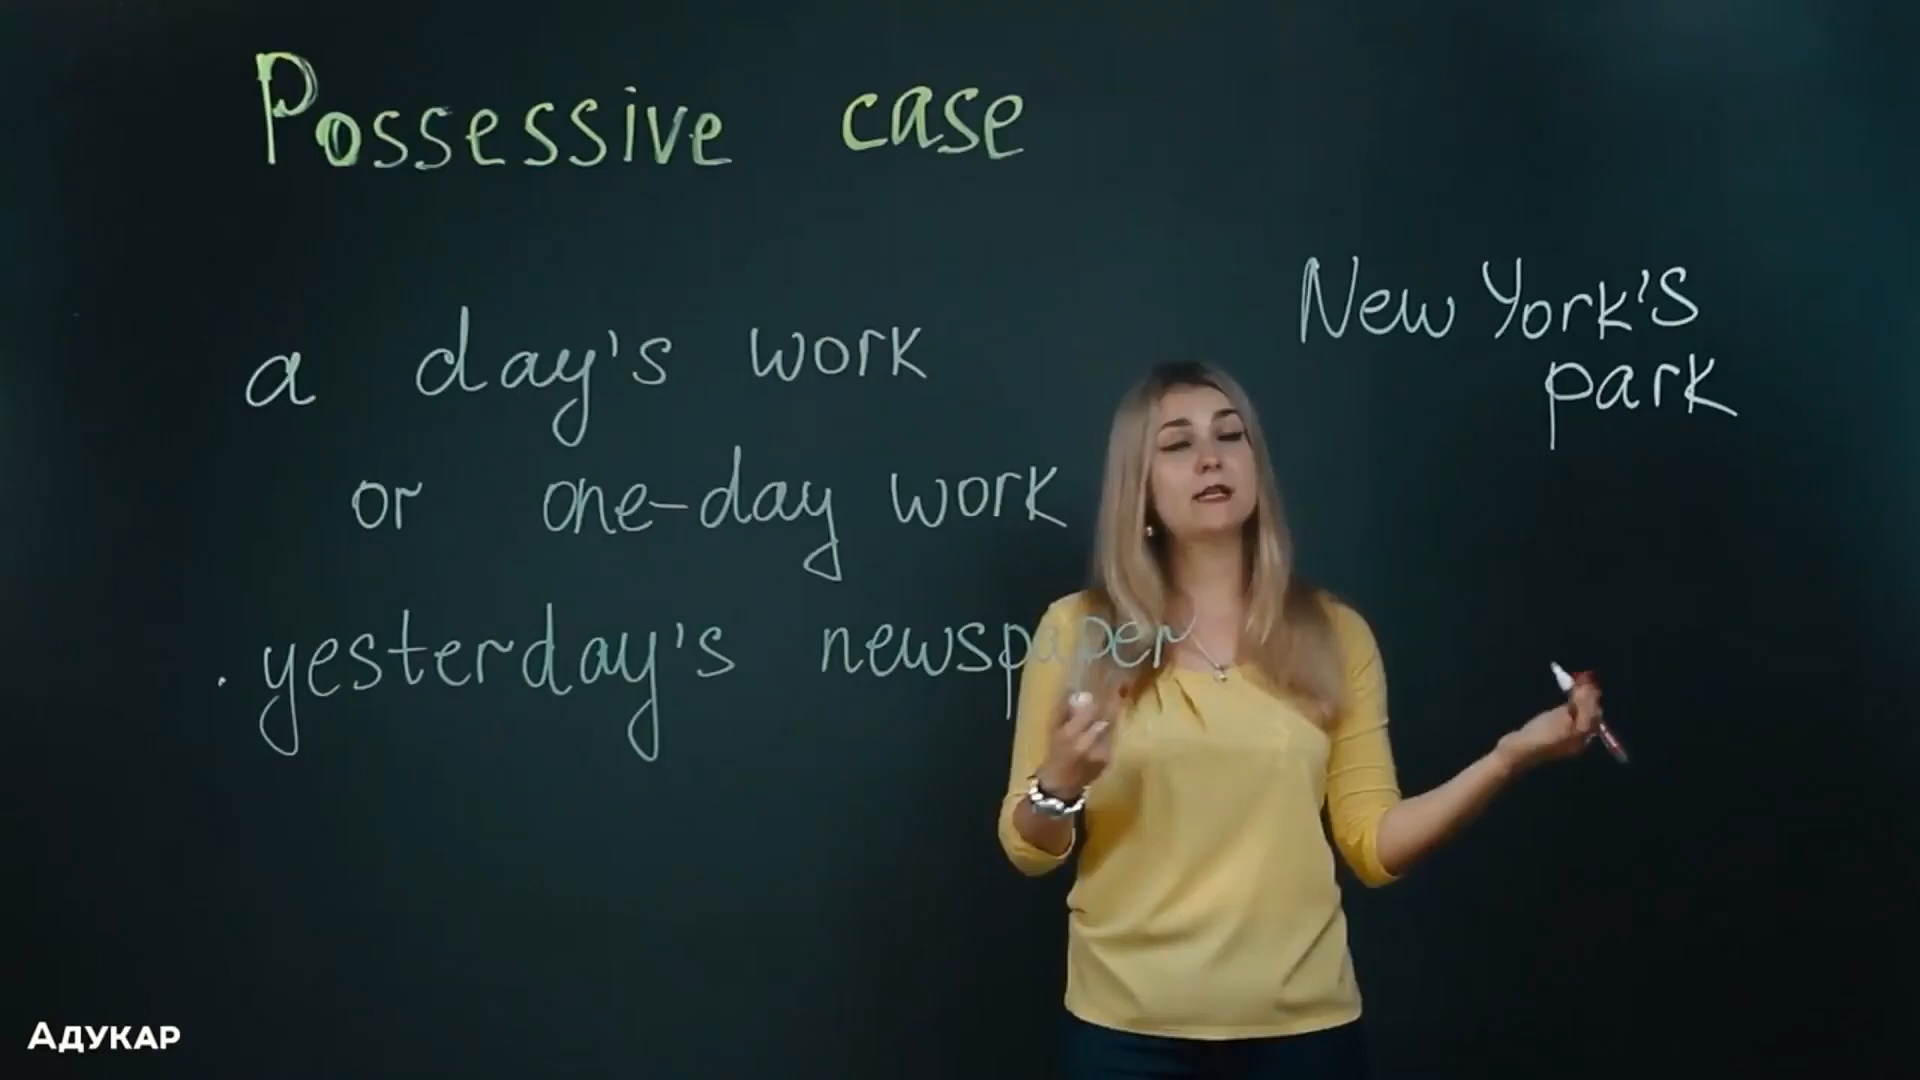 Possessive case
a day's work
or one-day work
yesterday's newspaper
New York's
park
Адукар